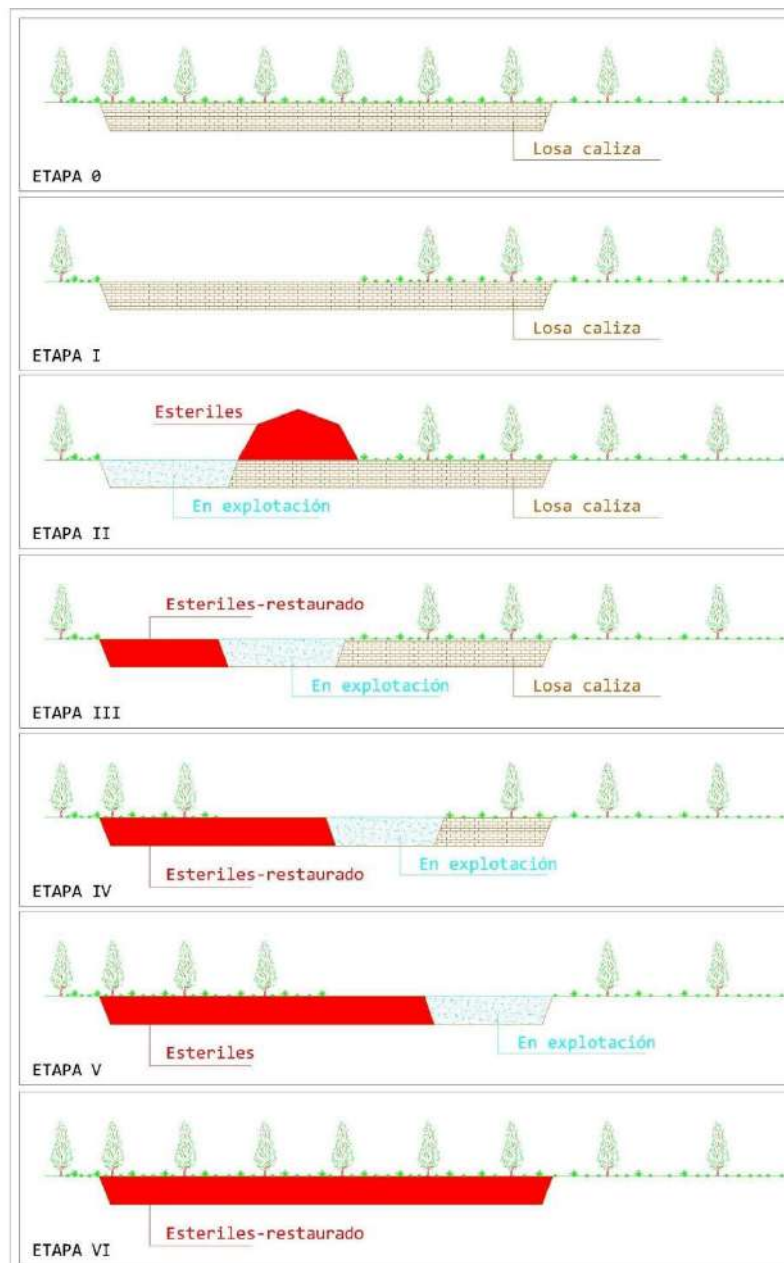 Losa caliza
ETAPA 0
Losa caliza
ETAPA I
Esteriles
En explotación
Losa caliza
ETAPA II
Esteriles-restaurado
En explotación
Losa caliza
ETAPA III
En explotación
Esteriles-restaurado
ETAPA IV
En explotación
Esteriles
ETAPA V
Esteriles-restaurado
ETAPA VI